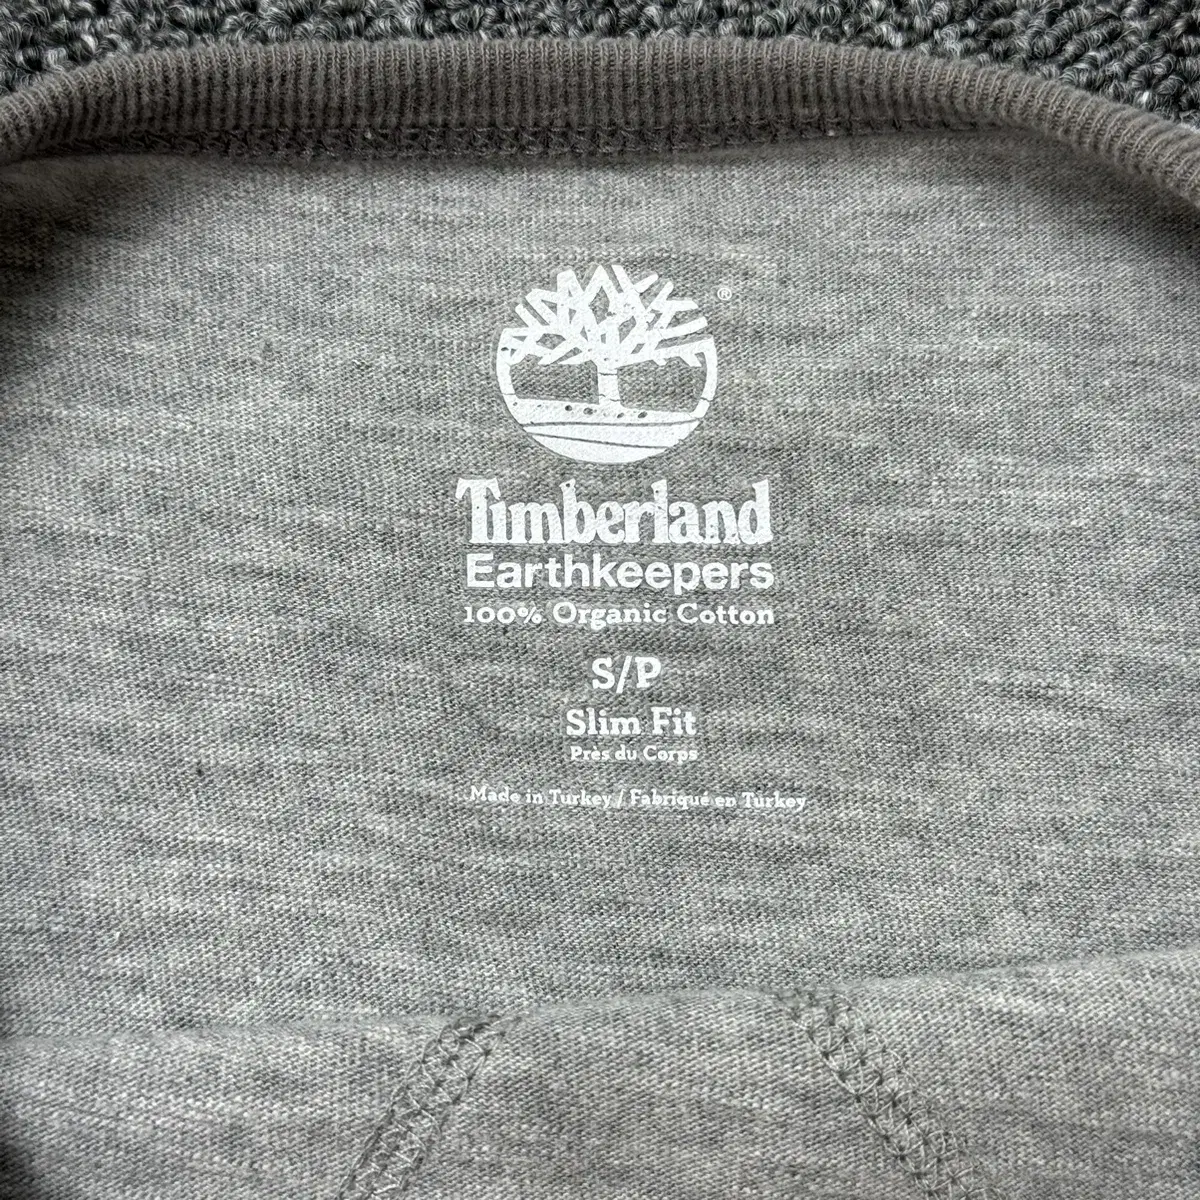 ®
Timberland
Earthkeepers
100% Organic Cotton
S/P
Slim Fit
Près du Corps
Made in Turkey / Fabriqué en Turkey